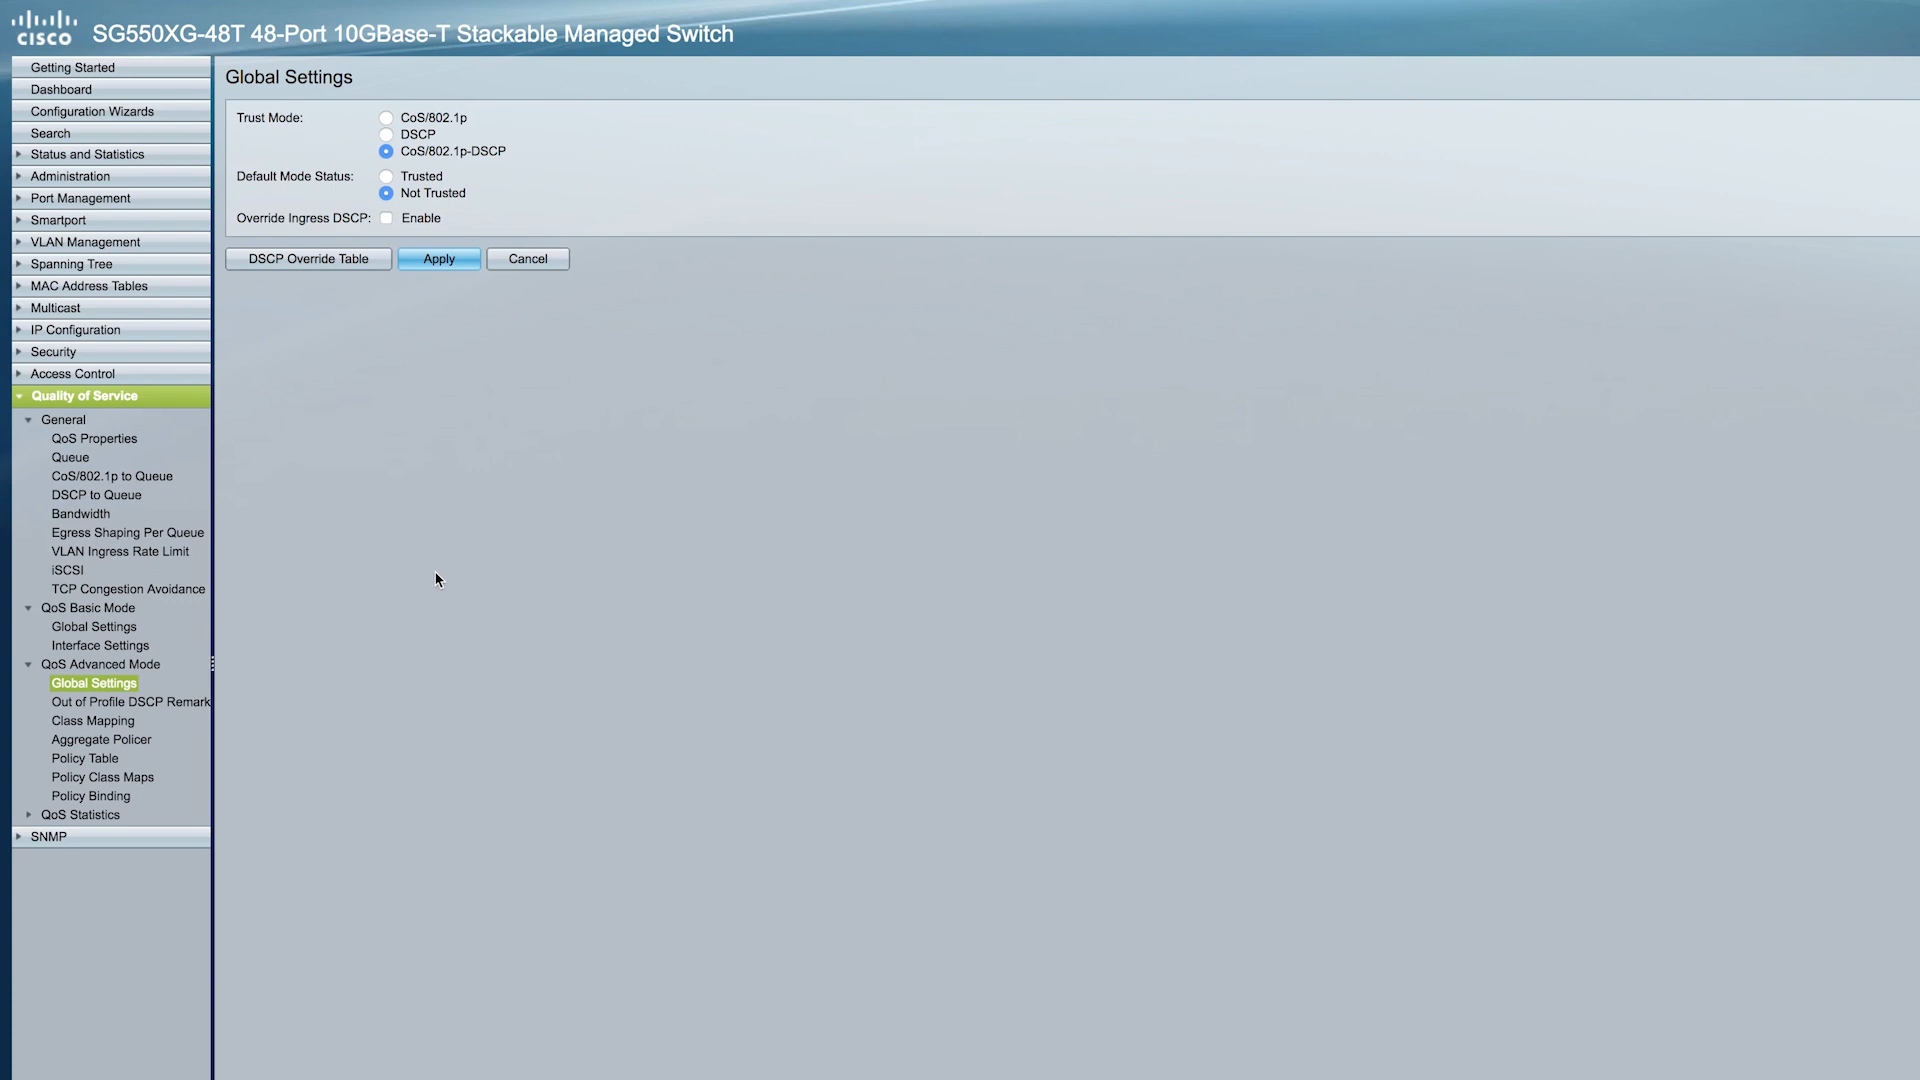 CISCO
SG550XG-48T 48-Port 10GBase-T Stackable Managed Switch
Getting Started
Dashboard
Configuration Wizards
Search
Status and Statistics
Administration
Port Management
Smartport
VLAN Management
Spanning Tree
MAC Address Tables
Multicast
IP Configuration
Security
Access Control
Quality of Service
General
QoS Properties
Queue
CoS/802.1p to Queue
DSCP to Queue
Bandwidth
Egress Shaping Per Queue
VLAN Ingress Rate Limit
iSCSI
TCP Congestion Avoidance
QoS Basic Mode
Global Settings
Interface Settings
QoS Advanced Mode
Global Settings
Out of Profile DSCP Remark
Class Mapping
Aggregate Policer
Policy Table
Policy Class Maps
Policy Binding
QoS Statistics
SNMP
Global Settings
Trust Mode: CoS/802.1p
DSCP
CoS/802.1p-DSCP
Default Mode Status: Trusted
Not Trusted
Override Ingress DSCP: Enable
DSCP Override Table Apply Cancel